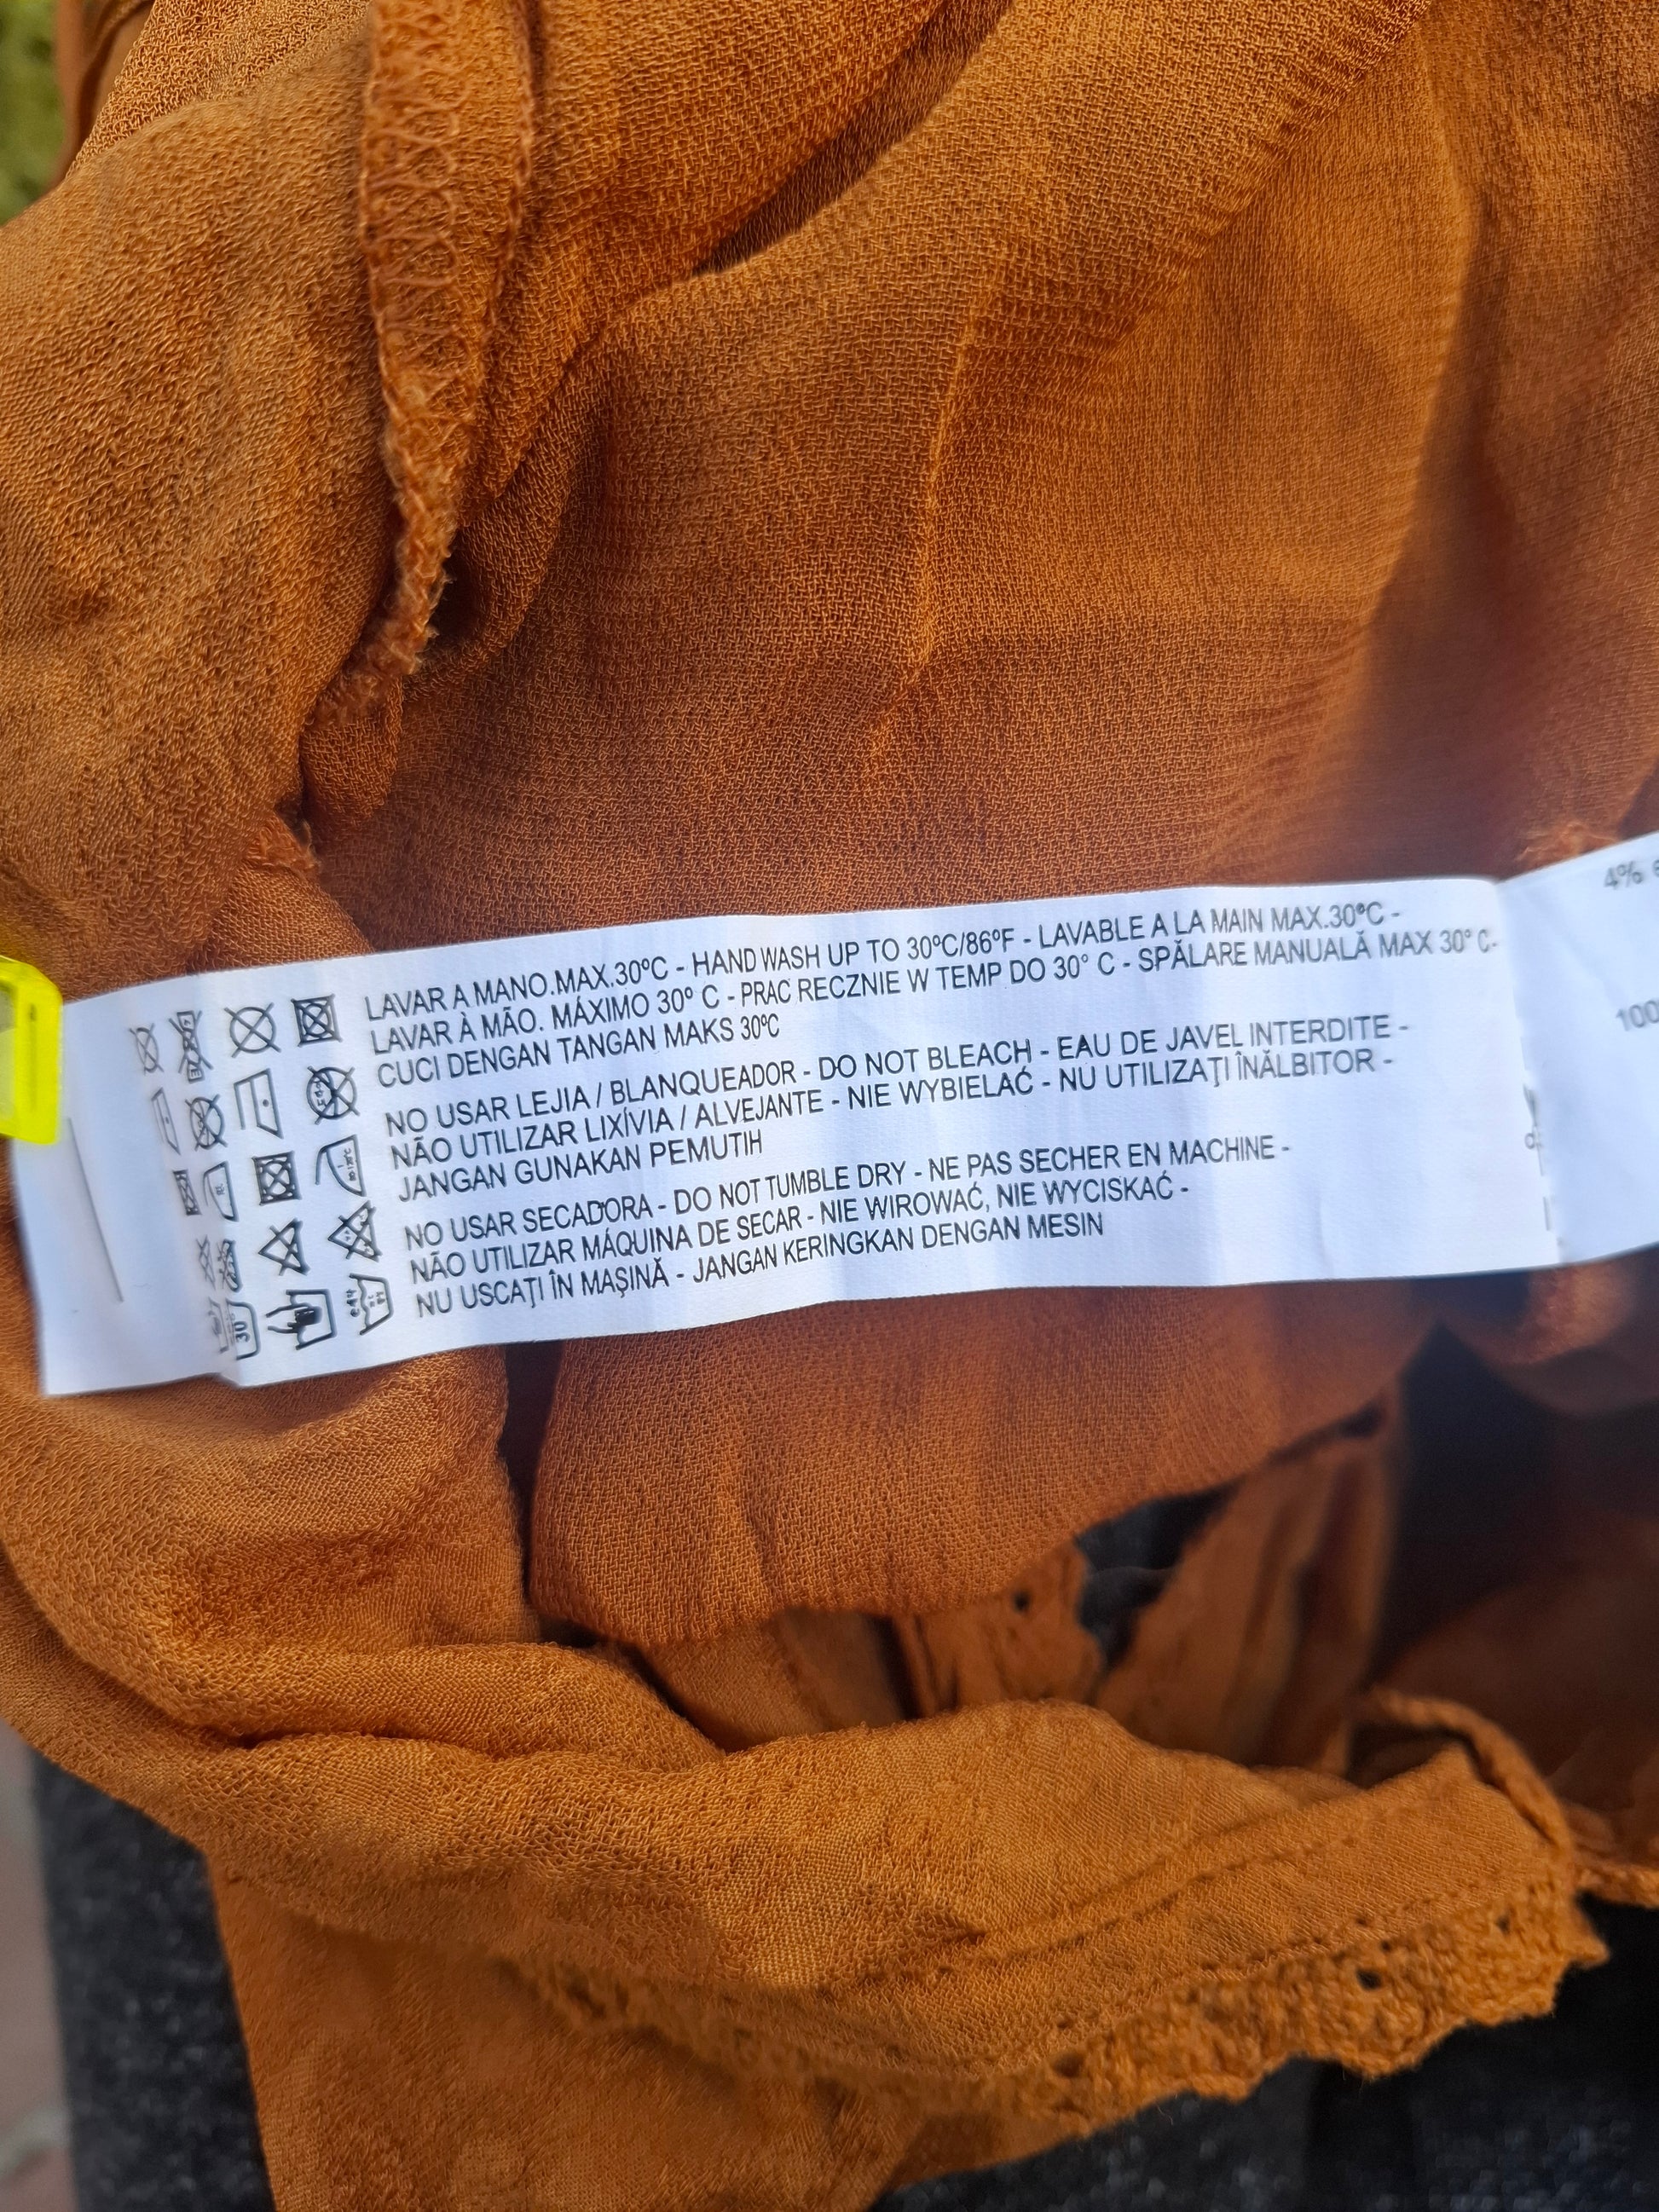 LAVAR A MANO.MAX.30ºC - HAND WASH UP TO 30ºC/86ºF - LAVABLE A LA MAIN MAX.30ºC -
LAVAR À MÃO. MÁXIMO 30º C - PRAC RECZNIE W TEMP DO 30° C - SPĂLARE MANUALĂ MAX 30° C-
CUCI DENGAN TANGAN MAKS 30ºC
NO USAR LEJIA / BLANQUEADOR - DO NOT BLEACH - EAU DE JAVEL INTERDITE -
NÃO UTILIZAR LIXÍVIA / ALVEJANTE - NIE WYBIELAĆ - NU UTILIZAŢI ÎNĂLBITOR -
JANGAN GUNAKAN PEMUTIH
NO USAR SECADORA - DO NOT TUMBLE DRY - NE PAS SECHER EN MACHINE -
NÃO UTILIZAR MÁQUINA DE SECAR - NIE WIROWAĆ, NIE WYCISKAĆ -
NU USCAŢI ÎN MAŞINĂ - JANGAN KERINGKAN DENGAN MESIN
30
4%
100